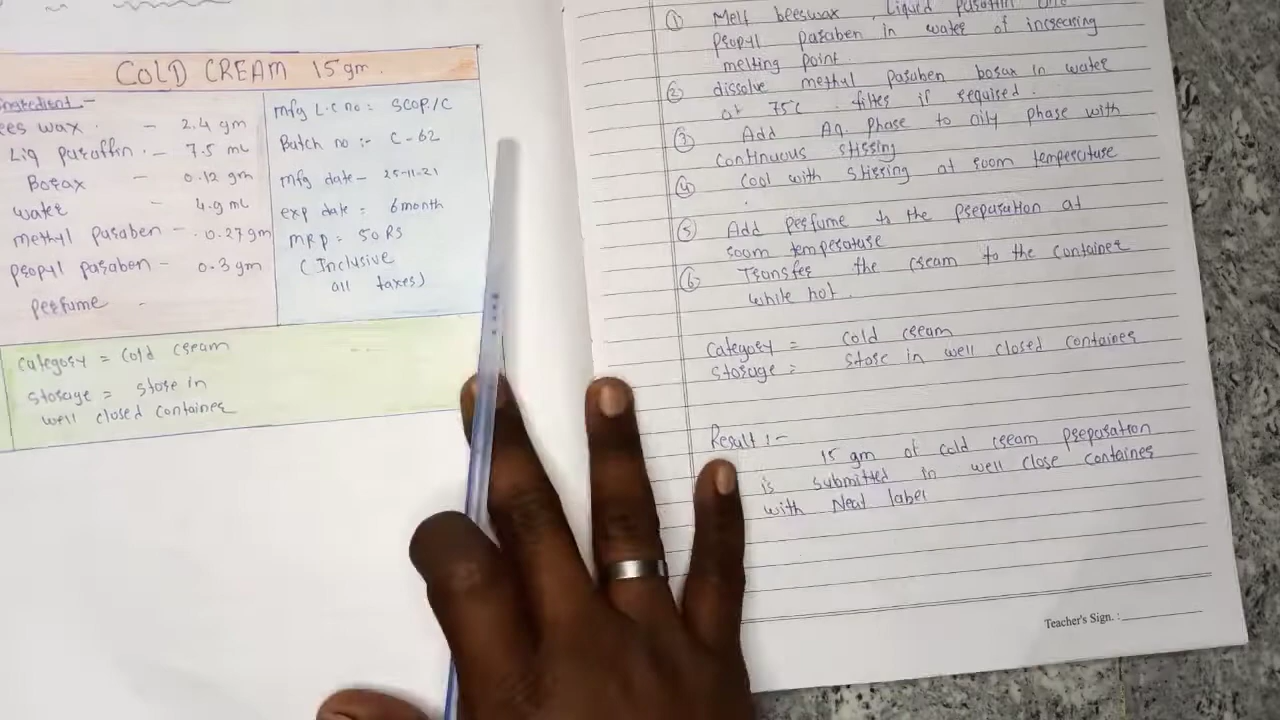 COLD CREAM 15 gm.
ingredient :-
ees wax. - 2.4 gm
Liq paraffin. - 7.5 mL
Borax - 0.12 gm
water - 4.9 mL
methyl paraben - 0.27 gm
propyl paraben - 0.3 gm
perfume -
mfg L.c no = SCOP/C
Batch no :- C-62
mfg date - 25-11-21
exp date = 6 month
MRP = 50 RS
( Inclusive
all taxes)
category = cold cream
storage = store in
well closed container
① Melt beeswax, Liquid paraffin and
propyl paraben in water of increasing
melting point.
② dissolve methyl paraben borax in water
at 75c. filter if required.
③ Add Aq. phase to oily phase with
continuous stirring
④ cool with stirring at room temperature
⑤ Add perfume to the preparation at
room temperature
⑥ Transfer the cream to the container
while hot.
category = cold cream
storage = store in well closed container
Result :-
15 gm of cold cream preparation
is submitted in well close container
with Neat label
Teacher's Sign. :